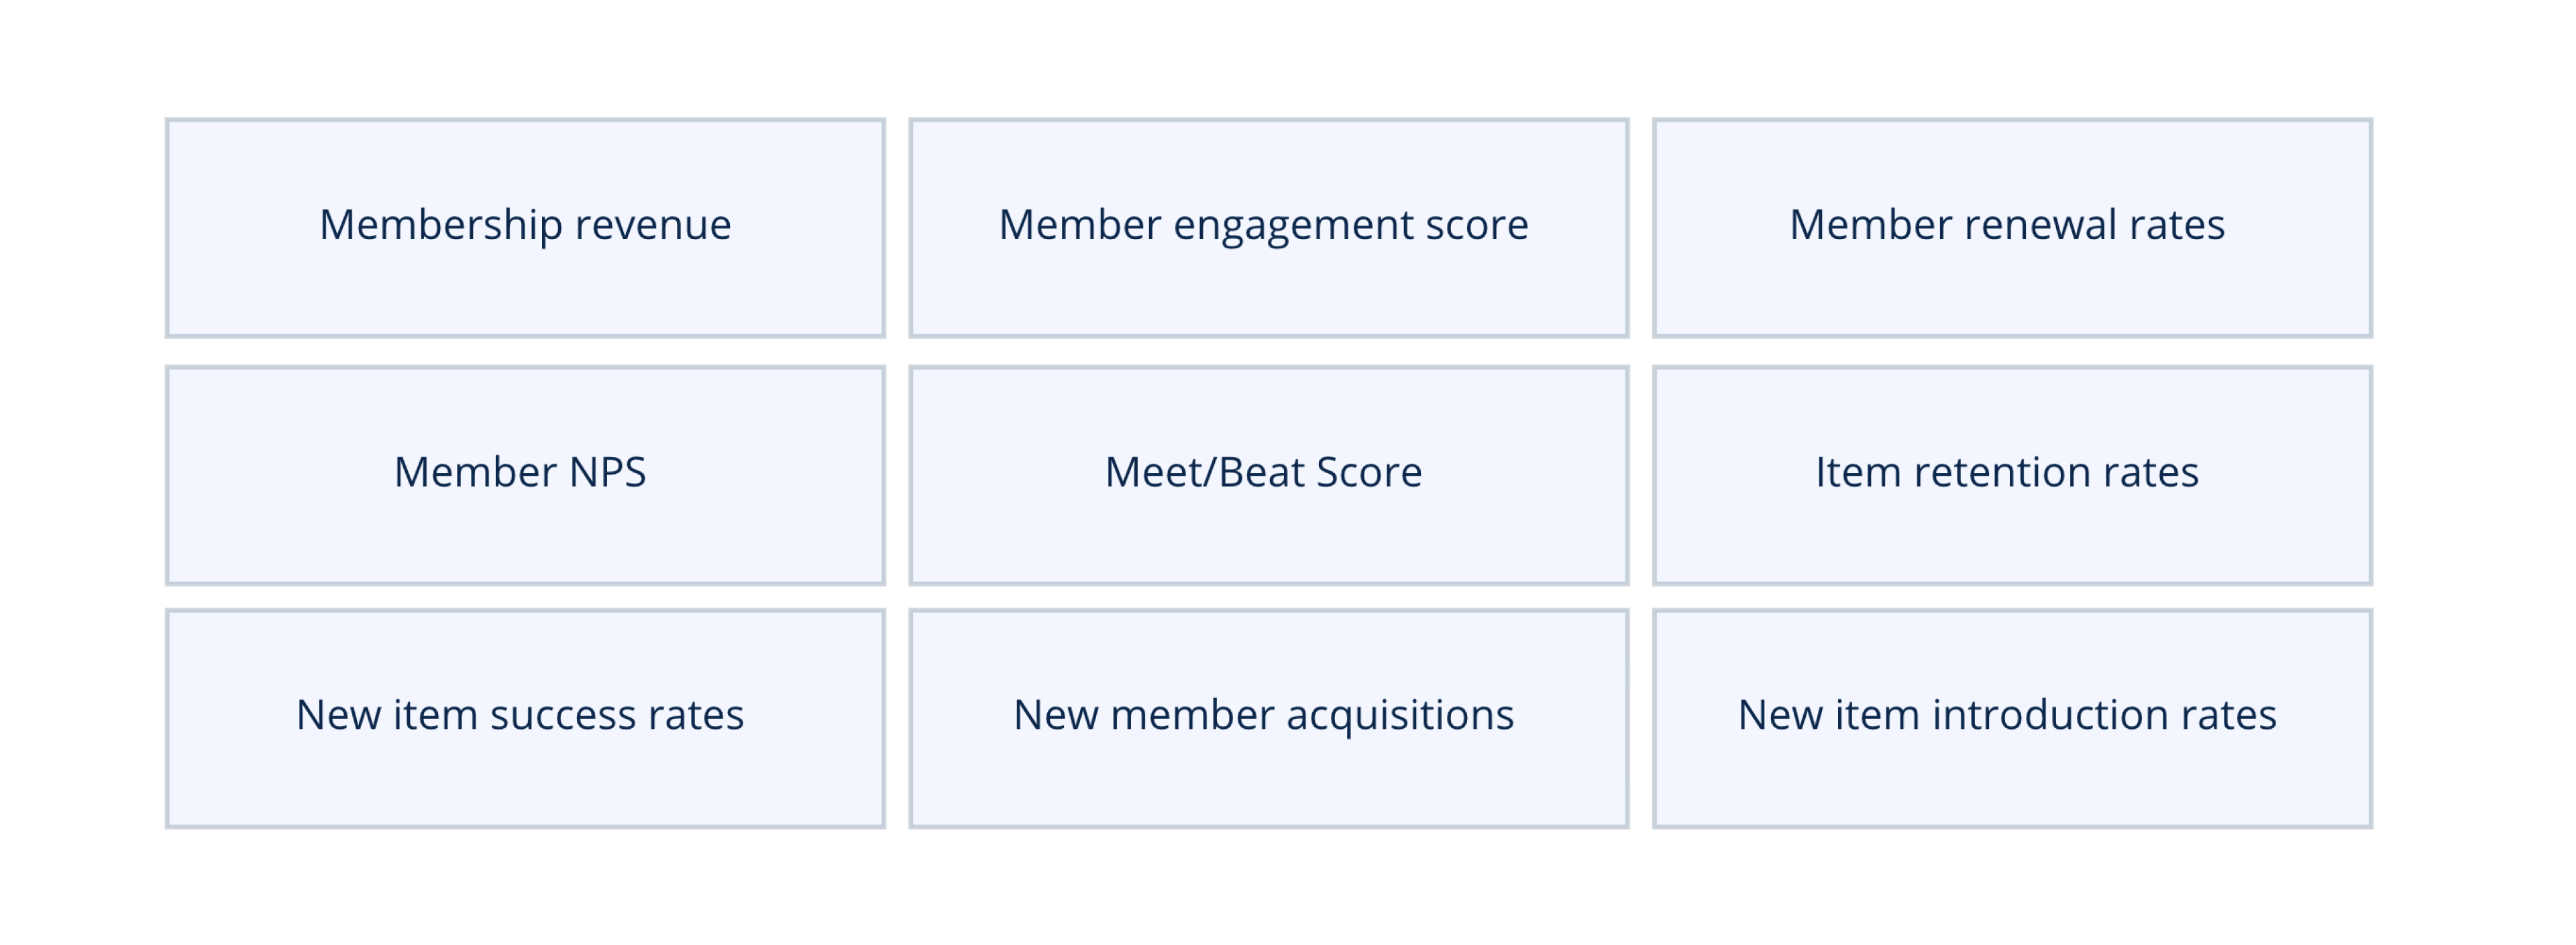 Membership revenue
Member engagement score
Member renewal rates
Member NPS
Meet/Beat Score
Item retention rates
New item success rates
New member acquisitions
New item introduction rates